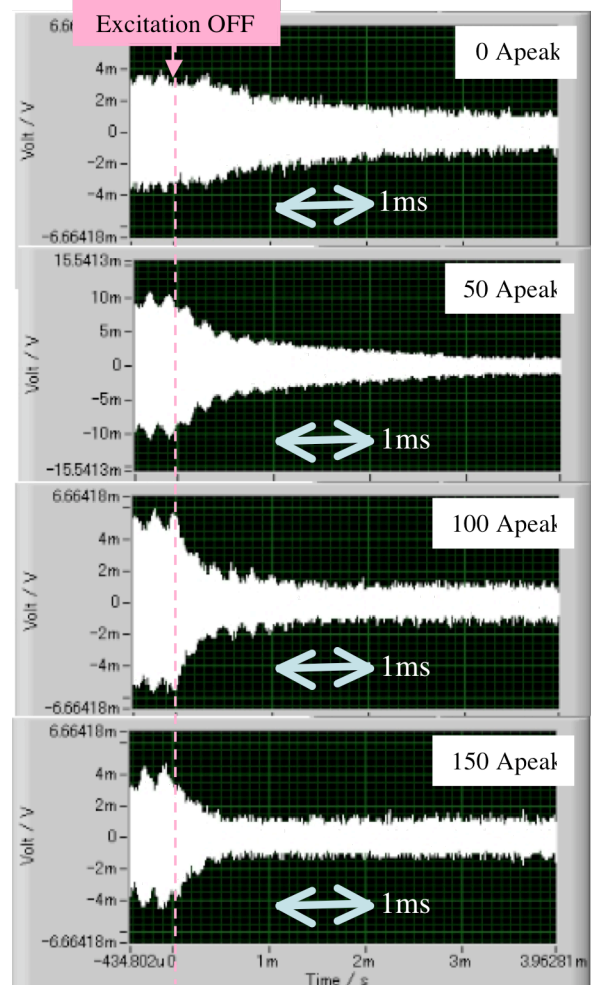 Excitation OFF
6.66
0 Apeak
4m
2m
0
-2m
-4m
-6.66418m
Volt / V
1ms
15.5413m
50 Apeak
10m
5m
0
-5m
-10m
-15.5413m
Volt / V
1ms
6.66418m
100 Apeak
4m
2m
0
-2m
-4m
-6.66418m
Volt / V
1ms
6.66418m
150 Apeak
4m
2m
0
-2m
-4m
-6.66418m
Volt / V
1ms
-434.802u 0 1m 2m 3m 3.96281m
Time / s